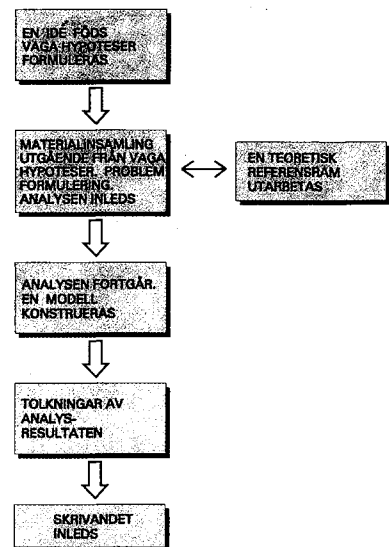 EN IDÉ FÖDS
VAGA HYPOTESER
FORMULERAS
MATERIALINSAMLING
UTGÅENDE FRÅN VAGA
HYPOTESER. PROBLEM
FORMULERING.
ANALYSEN INLEDS
EN TEORETISK
REFERENSRAM
UTARBETAS
ANALYSEN FORTGÅR.
EN MODELL
KONSTRUERAS
TOLKNINGAR AV
ANALYS-
RESULTATEN
SKRIVANDET
INLEDS